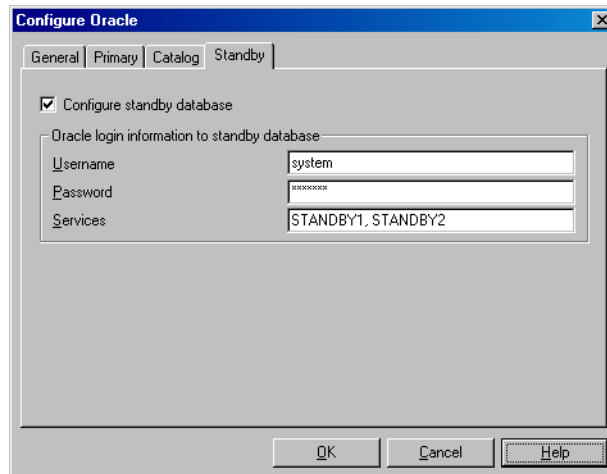 Configure Oracle
General Primary Catalog Standby
Configure standby database
Oracle login information to standby database
Username system
Password *******
Services STANDBY1, STANDBY2
OK Cancel Help